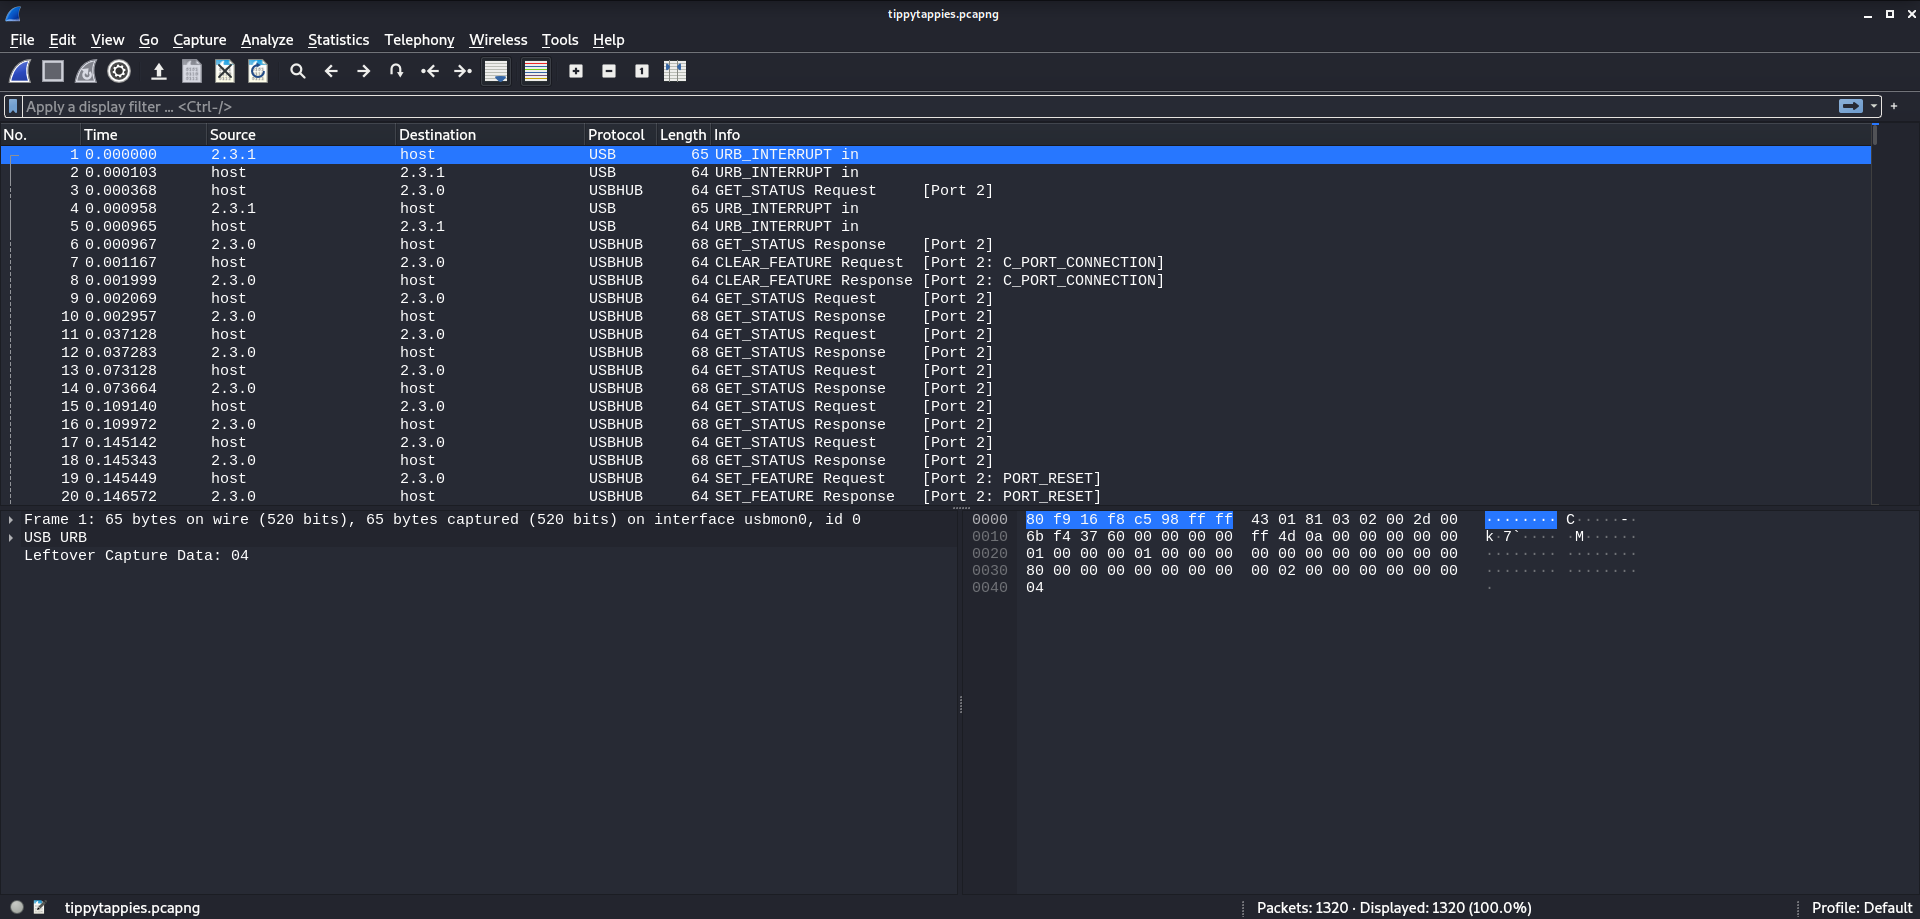 tippytappies.pcapng
File Edit View Go Capture Analyze Statistics Telephony Wireless Tools Help
Apply a display filter ... <Ctrl-/>
No. Time Source Destination Protocol Length Info
1 0.000000 2.3.1 host USB 65 URB_INTERRUPT in
2 0.000103 host 2.3.1 USB 64 URB_INTERRUPT in
3 0.000368 host 2.3.0 USBHUB 64 GET_STATUS Request [Port 2]
4 0.000958 2.3.1 host USB 65 URB_INTERRUPT in
5 0.000965 host 2.3.1 USB 64 URB_INTERRUPT in
6 0.000967 2.3.0 host USBHUB 68 GET_STATUS Response [Port 2]
7 0.001167 host 2.3.0 USBHUB 64 CLEAR_FEATURE Request [Port 2: C_PORT_CONNECTION]
8 0.001999 2.3.0 host USBHUB 64 CLEAR_FEATURE Response [Port 2: C_PORT_CONNECTION]
9 0.002069 host 2.3.0 USBHUB 64 GET_STATUS Request [Port 2]
10 0.002957 2.3.0 host USBHUB 68 GET_STATUS Response [Port 2]
11 0.037128 host 2.3.0 USBHUB 64 GET_STATUS Request [Port 2]
12 0.037283 2.3.0 host USBHUB 68 GET_STATUS Response [Port 2]
13 0.073128 host 2.3.0 USBHUB 64 GET_STATUS Request [Port 2]
14 0.073664 2.3.0 host USBHUB 68 GET_STATUS Response [Port 2]
15 0.109140 host 2.3.0 USBHUB 64 GET_STATUS Request [Port 2]
16 0.109972 2.3.0 host USBHUB 68 GET_STATUS Response [Port 2]
17 0.145142 host 2.3.0 USBHUB 64 GET_STATUS Request [Port 2]
18 0.145343 2.3.0 host USBHUB 68 GET_STATUS Response [Port 2]
19 0.145449 host 2.3.0 USBHUB 64 SET_FEATURE Request [Port 2: PORT_RESET]
20 0.146572 2.3.0 host USBHUB 64 SET_FEATURE Response [Port 2: PORT_RESET]
Frame 1: 65 bytes on wire (520 bits), 65 bytes captured (520 bits) on interface usbmon0, id 0
USB URB
Leftover Capture Data: 04
0000 80 f9 16 f8 c5 98 ff ff 43 01 81 03 02 00 2d 00 ········ C·····-·
0010 6b f4 37 60 00 00 00 00 ff 4d 0a 00 00 00 00 00 k·7`···· ·M······
0020 01 00 00 00 01 00 00 00 00 00 00 00 00 00 00 00 ········ ········
0030 80 00 00 00 00 00 00 00 00 02 00 00 00 00 00 00 ········ ········
0040 04 ·
tippytappies.pcapng
Packets: 1320 · Displayed: 1320 (100.0%)
Profile: Default